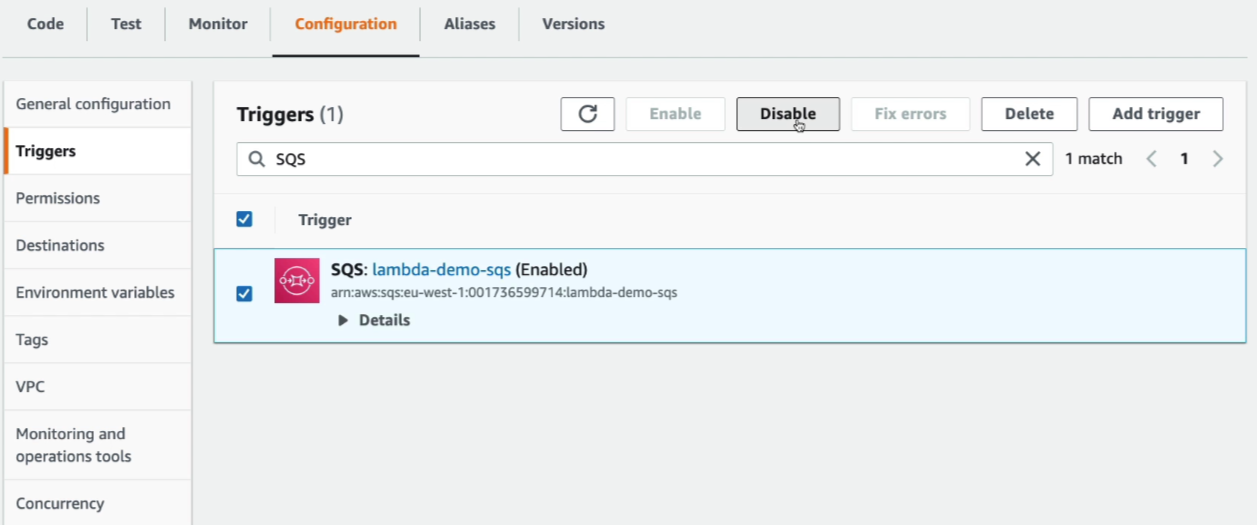 Code Test Monitor Configuration Aliases Versions
General configuration
Triggers
Permissions
Destinations
Environment variables
Tags
VPC
Monitoring and
operations tools
Concurrency
Triggers (1) Enable Disable Fix errors Delete Add trigger
SQS 1 match 1
Trigger
SQS: lambda-demo-sqs (Enabled)
arn:aws:sqs:eu-west-1:001736599714:lambda-demo-sqs
Details